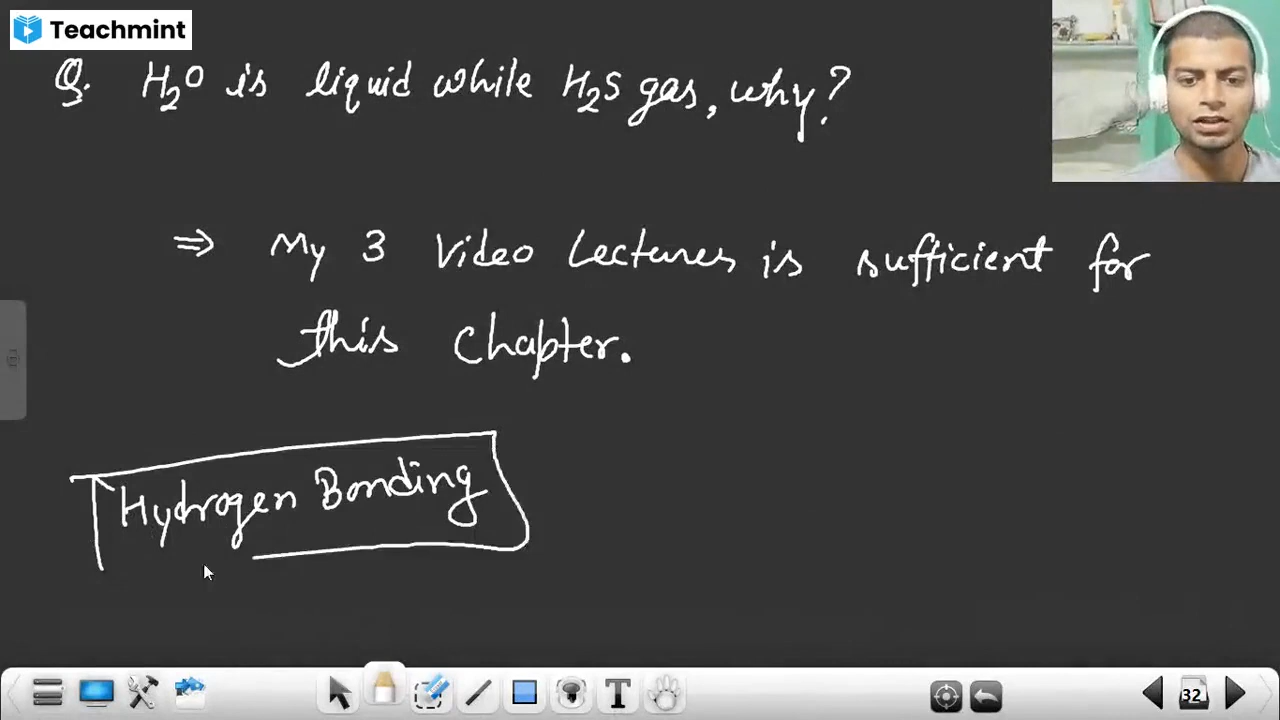 Teachmint
Q. H₂O is liquid while H₂S gas, why?
⇒ My 3 Video Lectures is sufficient for
this chapter.
Hydrogen Bonding
32